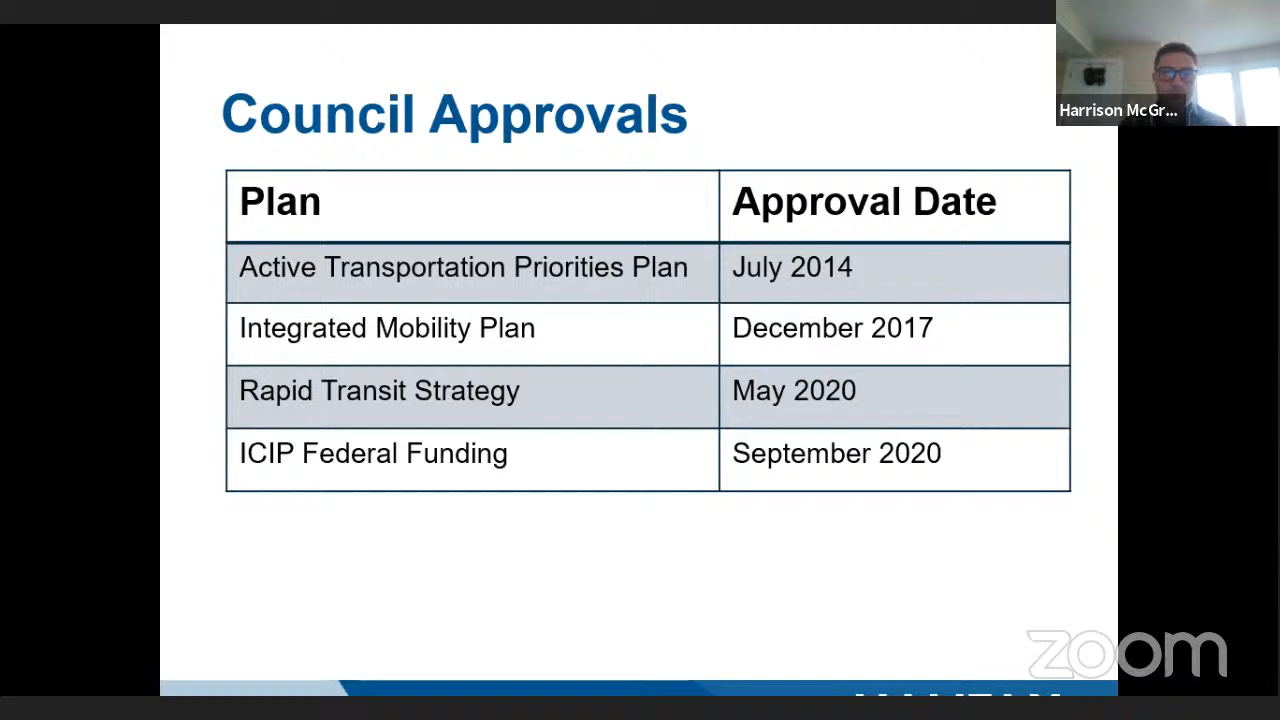 Council Approvals
Harrison McGr...
Plan Approval Date
Active Transportation Priorities Plan July 2014
Integrated Mobility Plan December 2017
Rapid Transit Strategy May 2020
ICIP Federal Funding September 2020
zoom